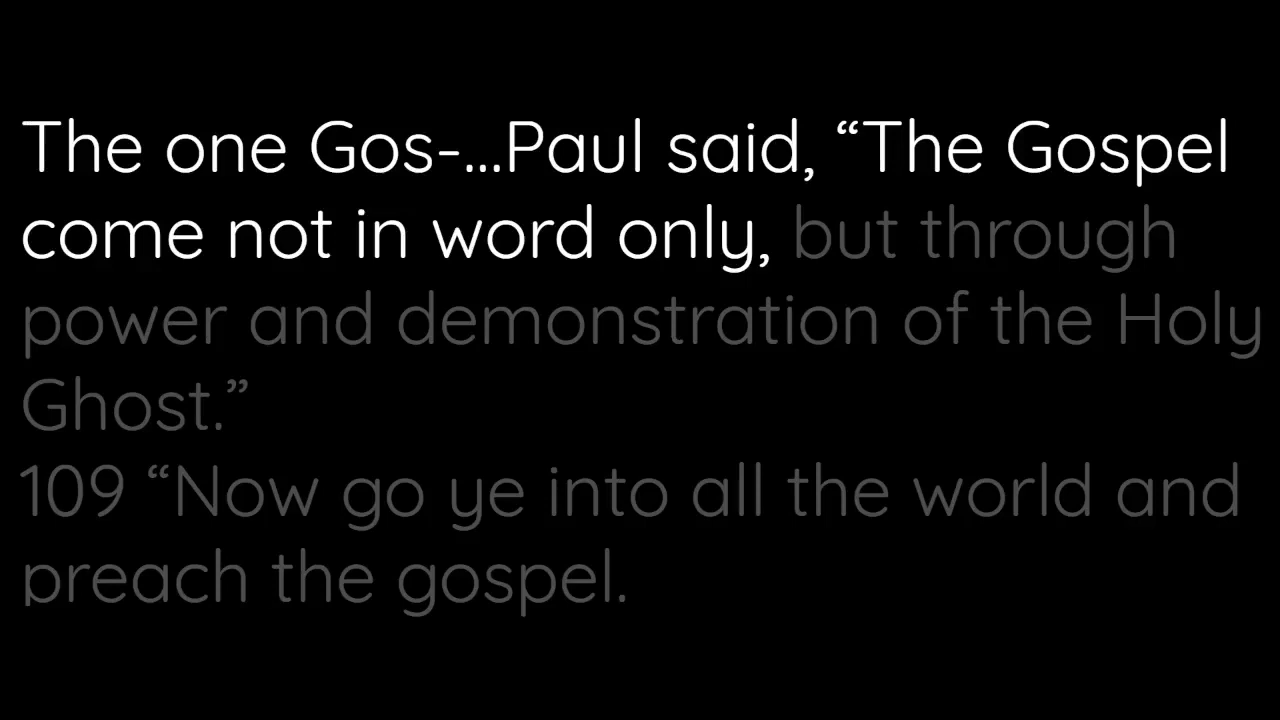 The one Gos-...Paul said, “The Gospel
come not in word only, but through
power and demonstration of the Holy
Ghost.”
109 “Now go ye into all the world and
preach the gospel.